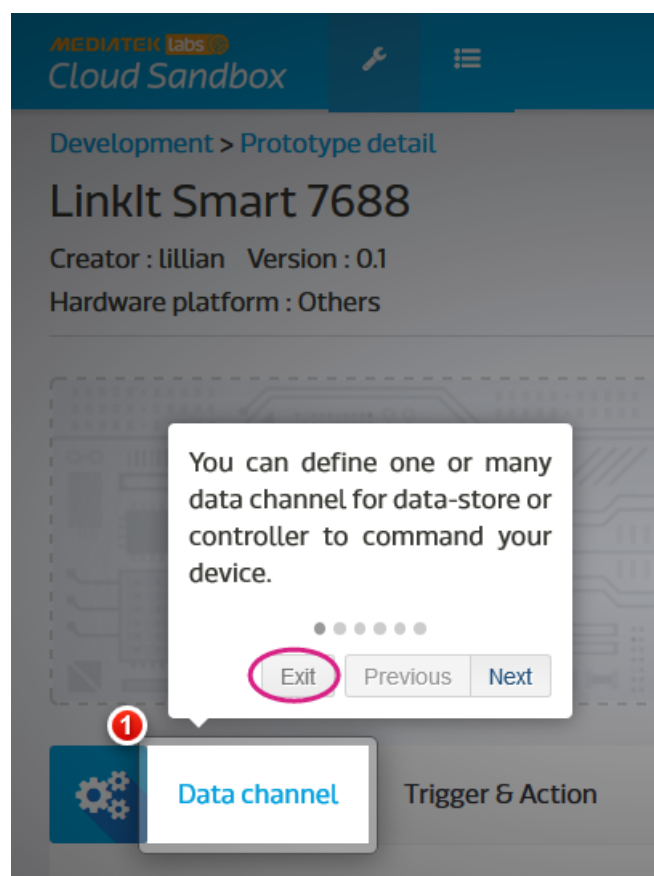 MEDIATEK labs
Cloud Sandbox
Development > Prototype detail
LinkIt Smart 7688
Creator : lillian Version : 0.1
Hardware platform : Others
You can define one or many
data channel for data-store or
controller to command your
device.
Exit Previous Next
1
Data channel Trigger & Action